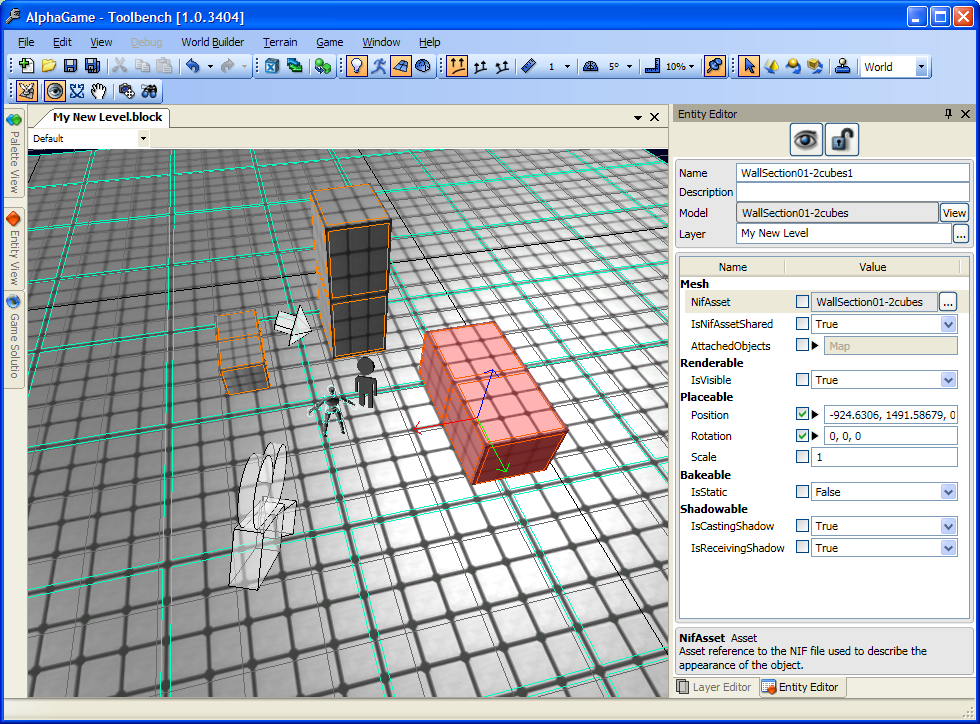 AlphaGame - Toolbench [1.0.3404]
File Edit View Debug World Builder Terrain Game Window Help
1 5° 10% World
My New Level.block
Default
Palette View
Entity View
Game Solutio
Entity Editor
Name WallSection01-2cubes1
Description
Model WallSection01-2cubes View
Layer My New Level ...
Name Value
Mesh
NifAsset WallSection01-2cubes ...
IsNifAssetShared True
AttachedObjects Map
Renderable
IsVisible True
Placeable
Position -924.6306, 1491.58679, 0
Rotation 0, 0, 0
Scale 1
Bakeable
IsStatic False
Shadowable
IsCastingShadow True
IsReceivingShadow True
NifAsset Asset
Asset reference to the NIF file used to describe the
appearance of the object.
Layer Editor Entity Editor